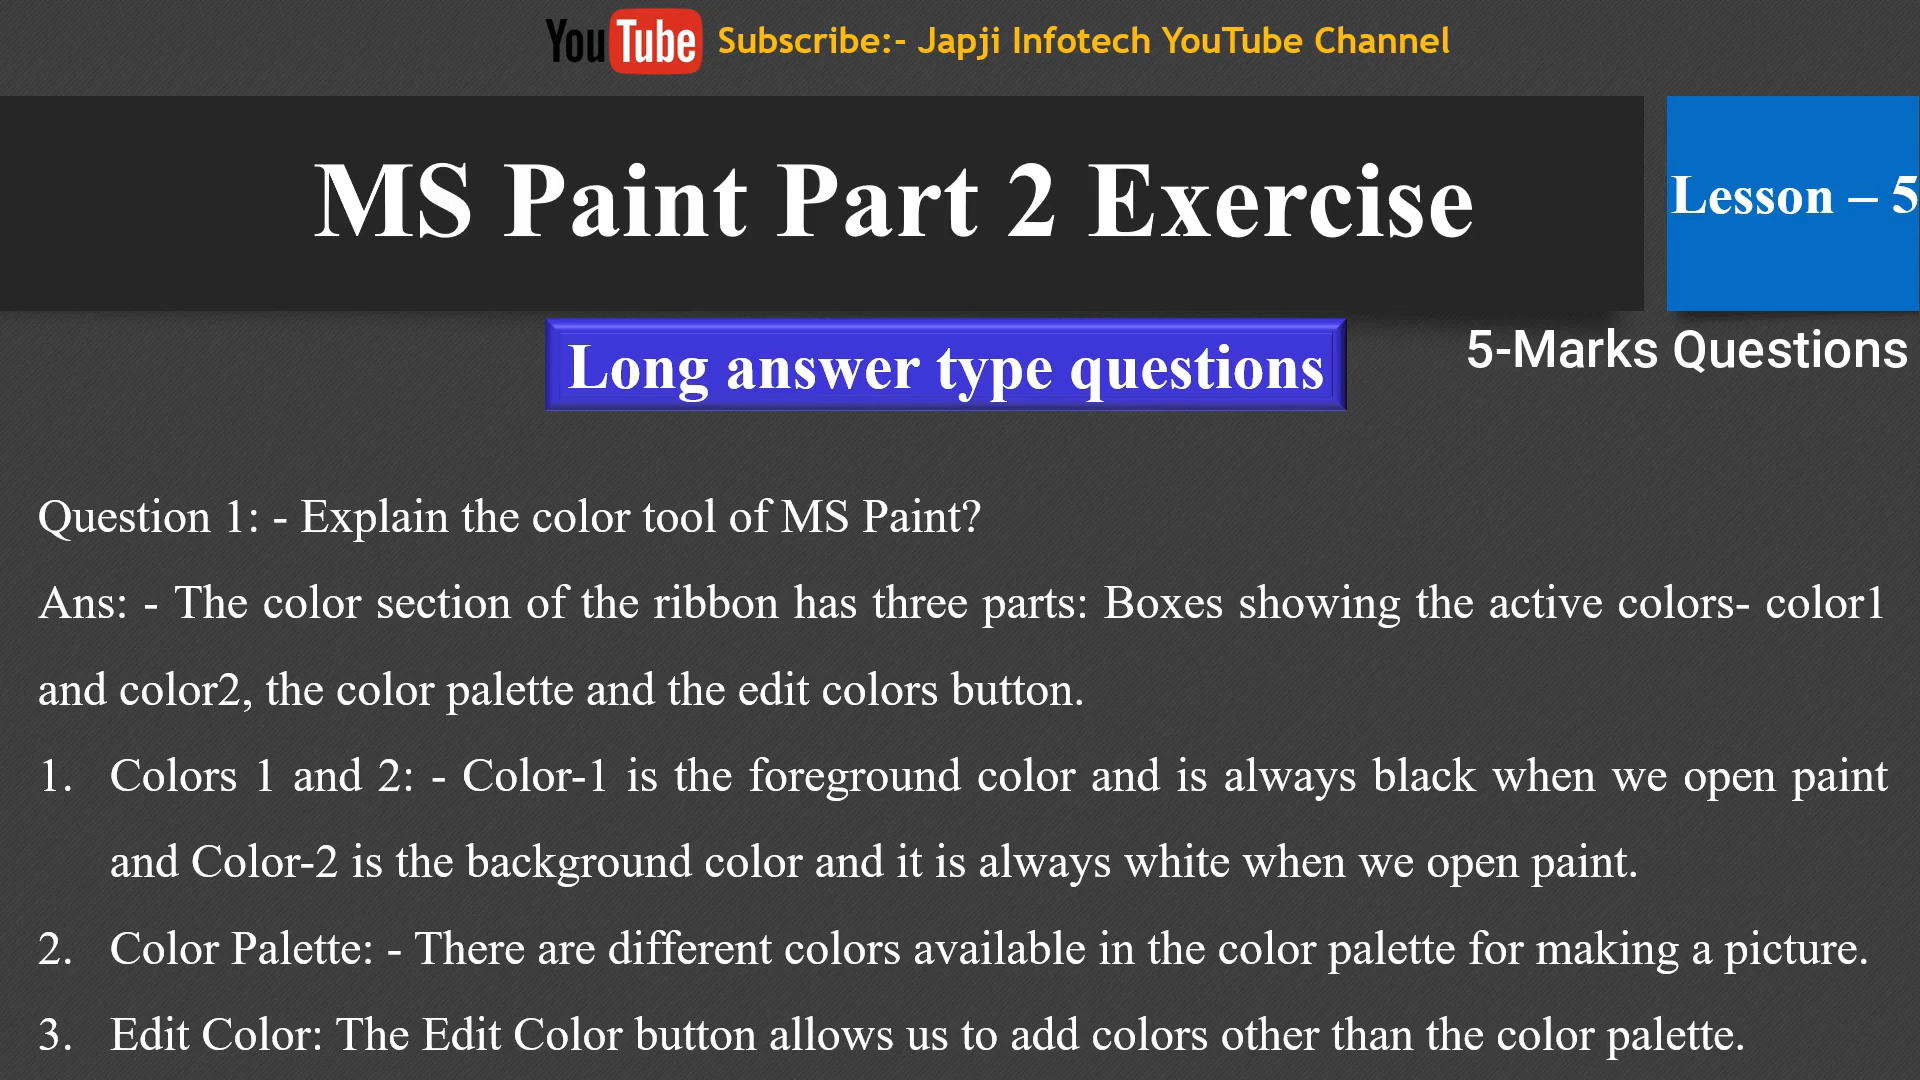 YouTube Subscribe:- Japji Infotech YouTube Channel
MS Paint Part 2 Exercise
Lesson – 5
Long answer type questions
5-Marks Questions
Question 1: - Explain the color tool of MS Paint?
Ans: - The color section of the ribbon has three parts: Boxes showing the active colors- color1
and color2, the color palette and the edit colors button.
1. Colors 1 and 2: - Color-1 is the foreground color and is always black when we open paint
and Color-2 is the background color and it is always white when we open paint.
2. Color Palette: - There are different colors available in the color palette for making a picture.
3. Edit Color: The Edit Color button allows us to add colors other than the color palette.